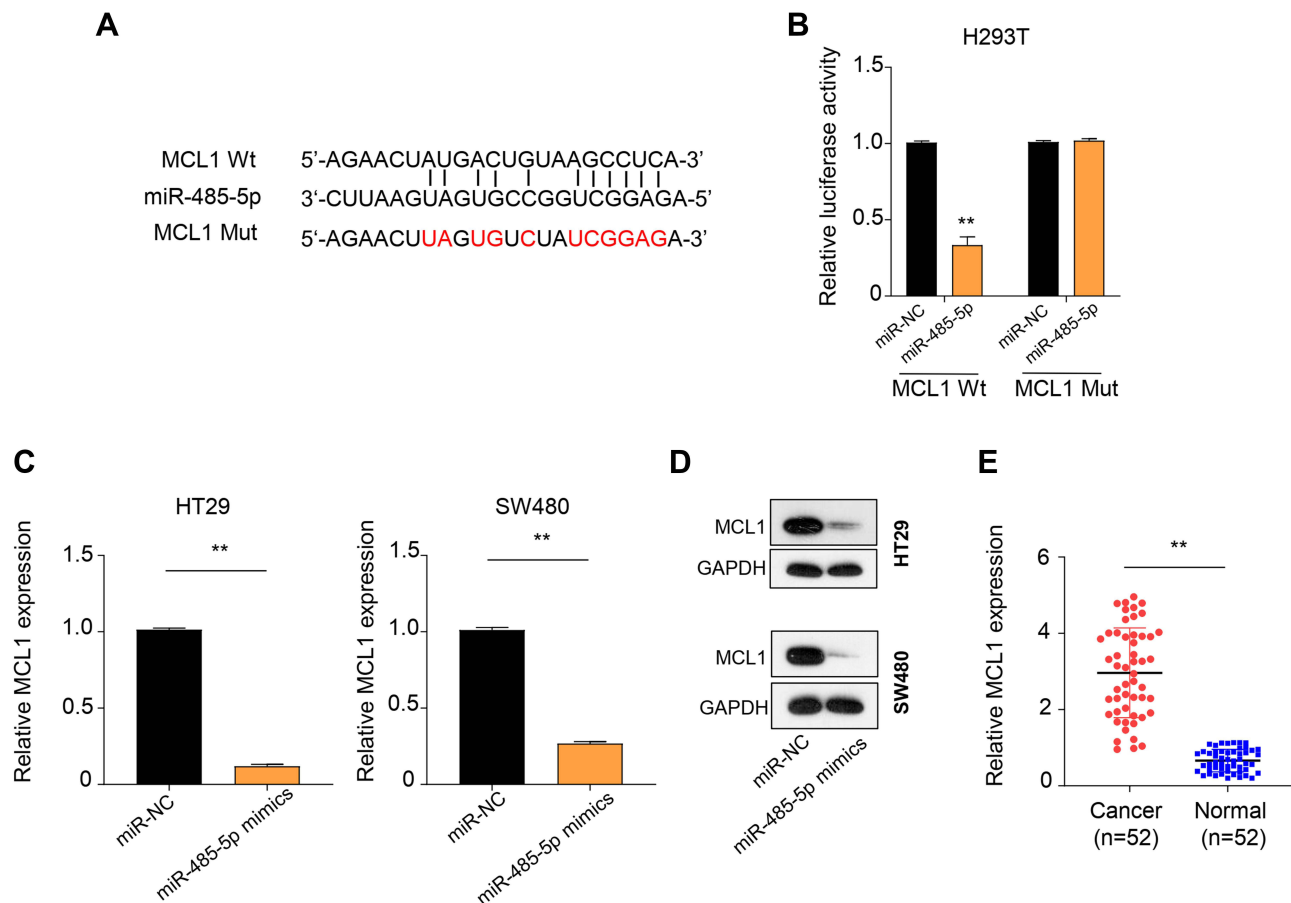 A
MCL1 Wt 5’-AGAACUAUGACUGUAAGCCUCA-3’
miR-485-5p 3‘-CUUAAGUAGUGCCGGUCGGAGA-5’
MCL1 Mut 5‘-AGAACUUAGUGUCUAUCGGAGA-3’
B
H293T
Relative luciferase activity
1.5
1.0
0.5
0
**
miR-NC
miR-485-5p
miR-NC
miR-485-5p
MCL1 Wt
MCL1 Mut
C
HT29
Relative MCL1 expression
1.5
1.0
0.5
0
**
miR-NC
miR-485-5p mimics
SW480
Relative MCL1 expression
1.5
1.0
0.5
0
**
miR-NC
miR-485-5p mimics
D
MCL1
GAPDH
HT29
MCL1
GAPDH
SW480
miR-NC
miR-485-5p mimics
E
Relative MCL1 expression
6
4
2
0
**
Cancer
(n=52)
Normal
(n=52)